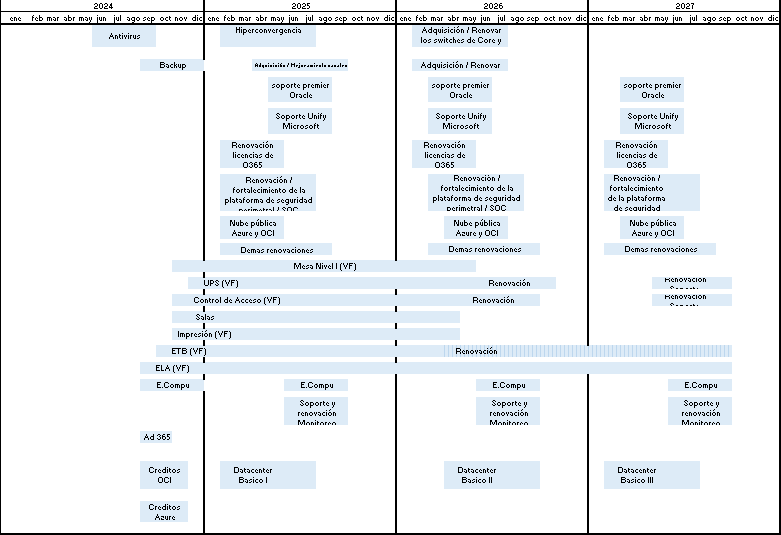 2024 2025 2026 2027
ene feb mar abr may jun jul ago sep oct nov dic ene feb mar abr may jun jul ago sep oct nov dic ene feb mar abr may jun jul ago sep oct nov dic ene feb mar abr may jun jul ago sep oct nov dic
Antivirus
Hiperconvergencia
Adquisición / Renovar
los switches de Core y
Backup
Adquisición / Mejoramiento
Adquisición / Renovar
soporte premier
Oracle
soporte premier
Oracle
soporte premier
Oracle
Soporte Unify
Microsoft
Soporte Unify
Microsoft
Soporte Unify
Microsoft
Renovación
licencias de
O365
Renovación
licencias de
O365
Renovación
licencias de
O365
Renovación /
fortalecimiento de la
plataforma de seguridad
perimetral / SOC
Renovación /
fortalecimiento de la
plataforma de seguridad
perimetral / SOC
Renovación /
fortalecimiento
de la plataforma
de seguridad
Nube pública
Azure y OCI
Nube pública
Azure y OCI
Nube pública
Azure y OCI
Demas renovaciones
Demas renovaciones
Demas renovaciones
Mesa Nivel I (VF)
UPS (VF)
Renovación
Renovación
Soporte
Control de Acceso (VF)
Renovación
Renovación
Soporte
Salas
Impresión (VF)
ETB (VF)
Renovación
ELA (VF)
E.Compu
E.Compu
E.Compu
E.Compu
Soporte y
renovación
Monitoreo
Soporte y
renovación
Monitoreo
Soporte y
renovación
Monitoreo
Ad 365
Creditos
OCI
Datacenter
Basico I
Datacenter
Basico II
Datacenter
Basico III
Creditos
Azure